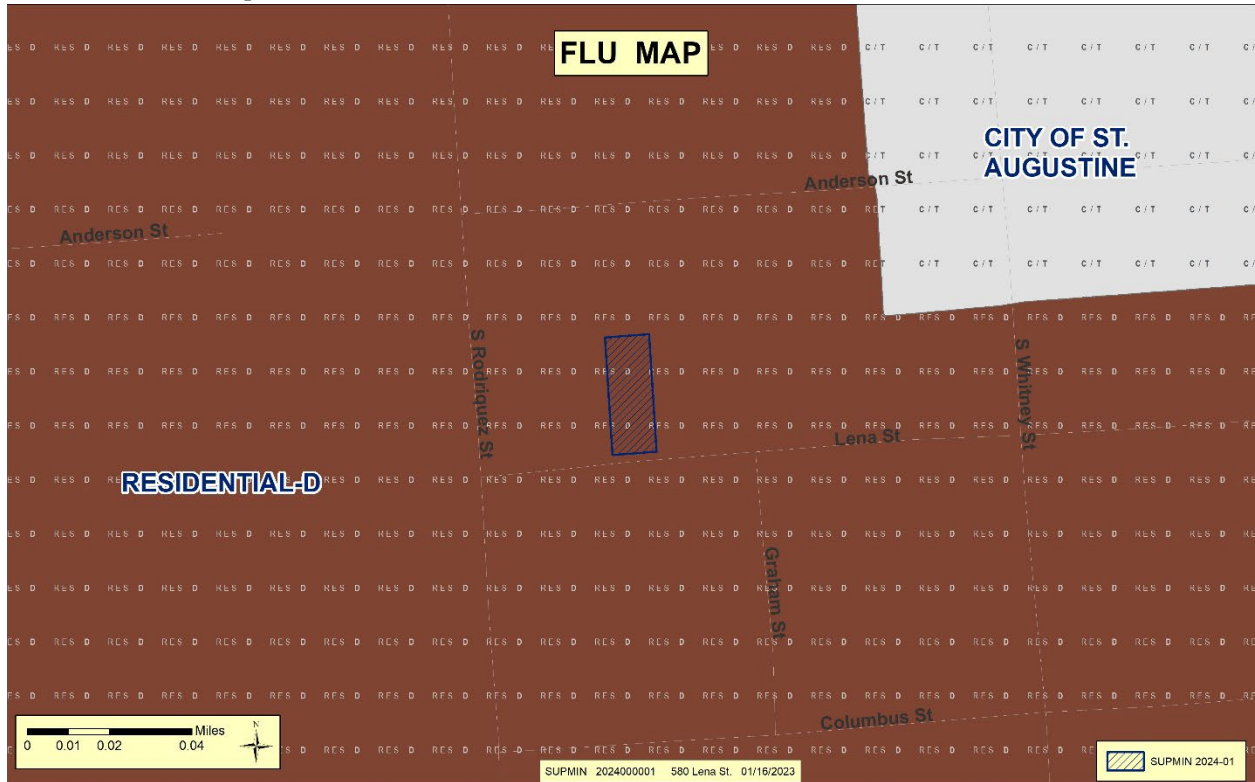 FLU MAP
CITY OF ST.
AUGUSTINE
Anderson St
Anderson St
S Rodriquez St
S Whitney St
Lena St
RESIDENTIAL-D
Graham St
Columbus St
RES D
C/T
Miles
0 0.01 0.02 0.04
N
SUPMIN 2024000001 580 Lena St. 01/16/2023
SUPMIN 2024-01